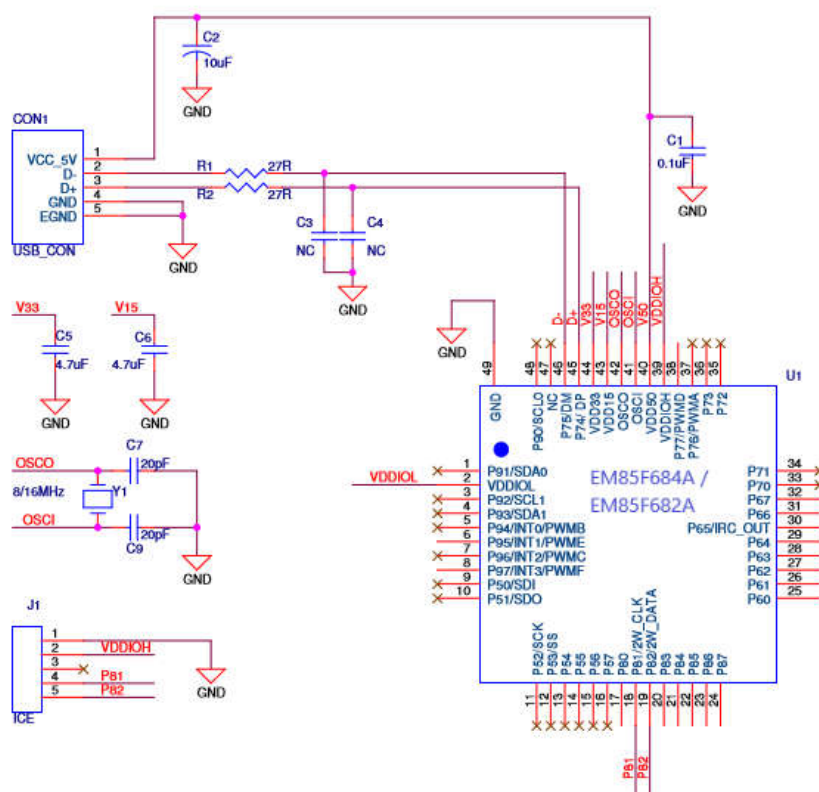 C2
10uF
GND
CON1
VCC_5V 1
D- 2
D+ 3
GND 4
EGND 5
USB_CON
R1 27R
R2 27R
GND
C3
NC
C4
NC
GND
C1
0.1uF
GND
V33
C5
4.7uF
GND
V15
C6
4.7uF
GND
OSCO
C7
20pF
8/16MHz
Y1
OSCI
20pF
C9
GND
J1
1
2 VDDIOH
3
4 P81
5 P82
ICE
GND
GND
D-
D+
V33
V15
OSCO
OSCI
V50
VDDIOH
U1
49 GND
48 P90/SCL0
47 NC
46 P75/DM
45 P74/ DP
44 VDD33
43 VDD15
42 OSCO
41 OSCI
40 VDD50
39 VDDIOH
38 P77/PWMD
37 P76/PWMA
36 P73
35 P72
EM85F684A /
EM85F682A
VDDIOL
1 P91/SDA0
2 VDDIOL
3 P92/SCL1
4 P93/SDA1
5 P94/INT0/PWMB
6 P95/INT1/PWME
7 P96/INT2/PWMC
8 P97/INT3/PWMF
9 P50/SDI
10 P51/SDO
P71 34
P70 33
P67 32
P66 31
P65/IRC_OUT 30
P64 29
P63 28
P62 27
P61 26
P60 25
11 P52/SCK
12 P53/SS
13 P54
14 P55
15 P56
16 P57
17 P80
18 P81/2W_CLK
19 P82/2W_DATA
20 P83
21 P84
22 P85
23 P86
24 P87
P81
P82